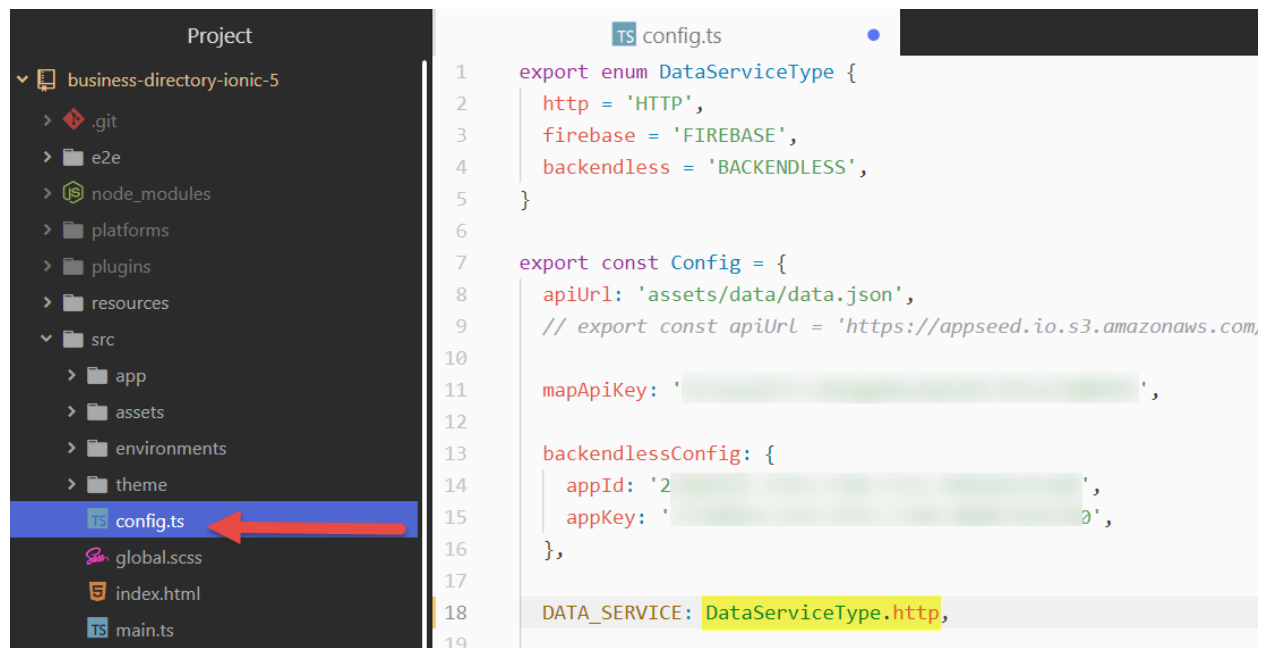 Project
business-directory-ionic-5
.git
e2e
node_modules
platforms
plugins
resources
src
app
assets
environments
theme
TS config.ts
global.scss
index.html
TS main.ts
TS config.ts
1 export enum DataServiceType {
2 http = 'HTTP',
3 firebase = 'FIREBASE',
4 backendless = 'BACKENDLESS',
5 }
6
7 export const Config = {
8 apiUrl: 'assets/data/data.json',
9 // export const apiUrl = 'https://appseed.io.s3.amazonaws.com/
10
11 mapApiKey: '',
12
13 backendlessConfig: {
14 appId: '2',
15 appKey: '0',
16 },
17
18 DATA_SERVICE: DataServiceType.http,
19